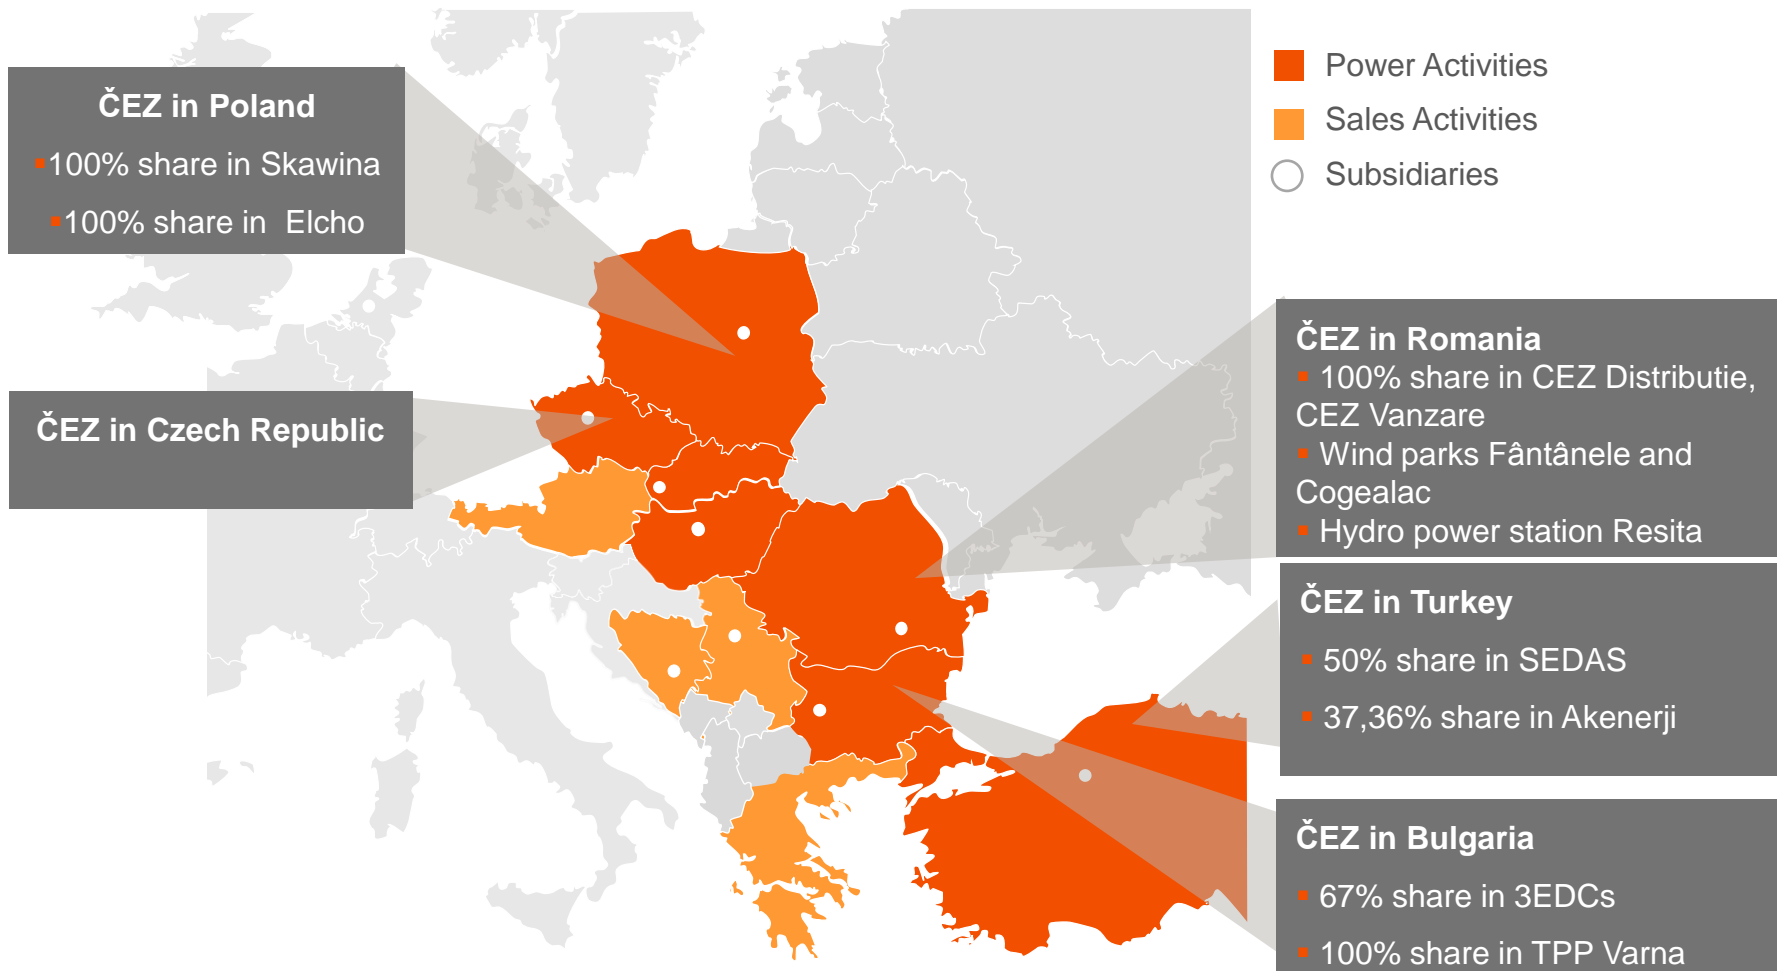 ČEZ in Poland
▪100% share in Skawina
▪100% share in Elcho
ČEZ in Czech Republic
Power Activities
Sales Activities
Subsidiaries
ČEZ in Romania
▪ 100% share in CEZ Distributie,
CEZ Vanzare
▪ Wind parks Fântânele and
Cogealac
▪ Hydro power station Resita
ČEZ in Turkey
▪ 50% share in SEDAS
▪ 37,36% share in Akenerji
ČEZ in Bulgaria
▪ 67% share in 3EDCs
▪ 100% share in TPP Varna